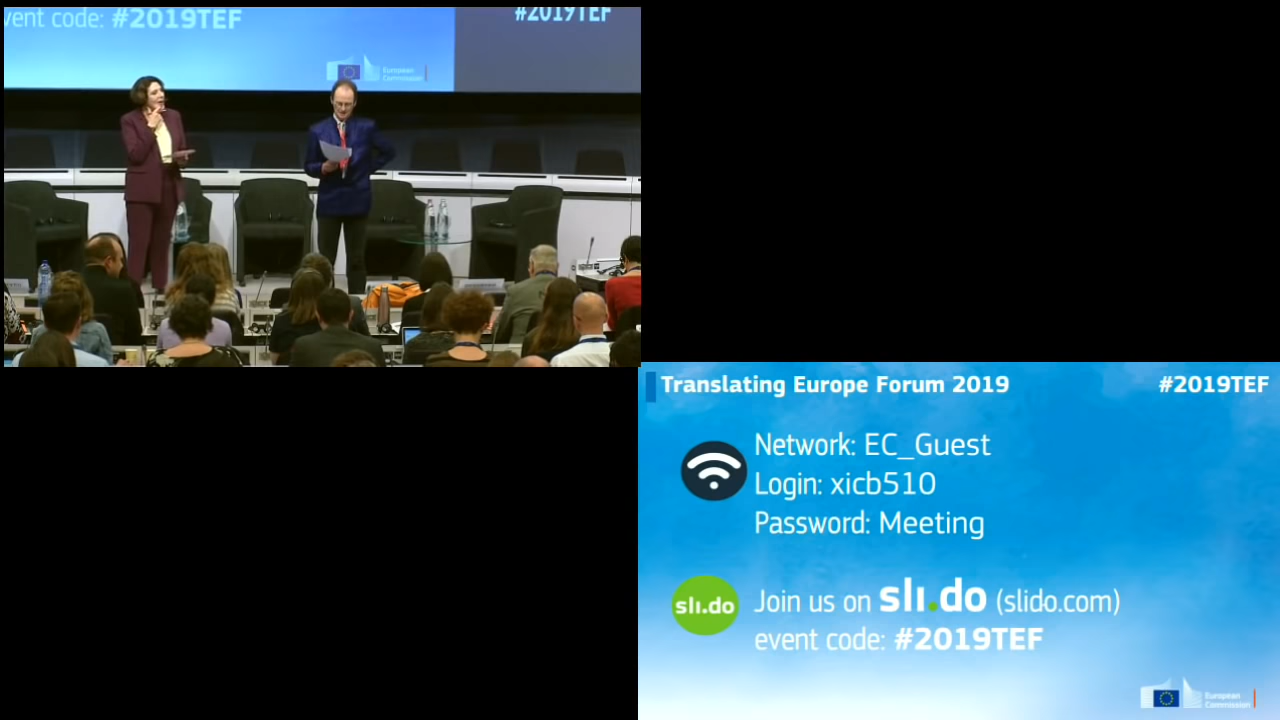 vent code: #2019TEF
#2019TEF
European
Commission
Translating Europe Forum 2019
#2019TEF
Network: EC_Guest
Login: xicb510
Password: Meeting
sli.do
Join us on sli.do (slido.com)
event code: #2019TEF
European
Commission